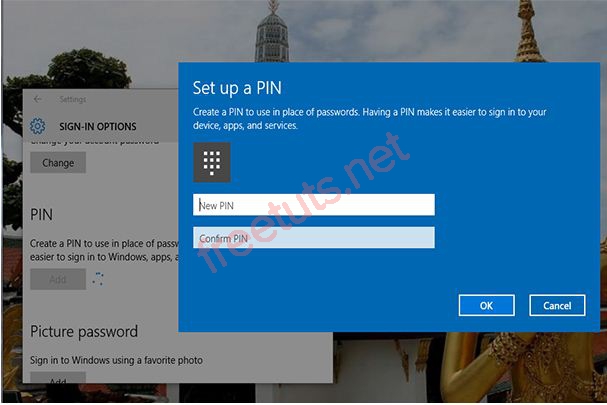 Set up a PIN
Create a PIN to use in place of passwords. Having a PIN makes it easier to sign in to your
device, apps, and services.
New PIN
Confirm PIN
OK
Cancel
Settings
SIGN-IN OPTIONS
Change your account password
Change
PIN
Create a PIN to use in place of passw
easier to sign in to Windows, apps, a
Add
Picture password
Sign in to Windows using a favorite photo
Add
freetuts.net